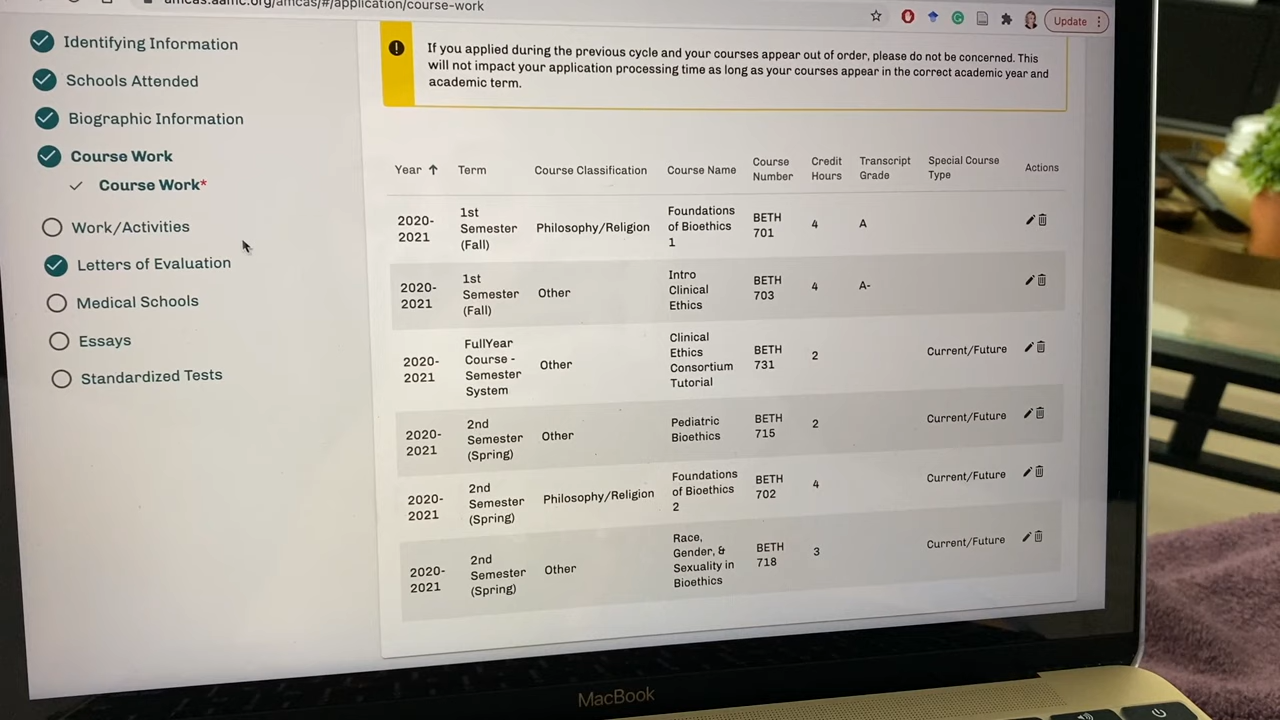 amcas.aamc.org/amcas/#/application/course-work
Update
Identifying Information
Schools Attended
Biographic Information
Course Work
Course Work*
Work/Activities
Letters of Evaluation
Medical Schools
Essays
Standardized Tests
If you applied during the previous cycle and your courses appear out of order, please do not be concerned. This
will not impact your application processing time as long as your courses appear in the correct academic year and
academic term.
Year ↑ Term Course Classification Course Name Course Number Credit Hours Transcript Grade Special Course Type Actions
2020-2021 1st Semester (Fall) Philosophy/Religion Foundations of Bioethics 1 BETH 701 4 A
2020-2021 1st Semester (Fall) Other Intro Clinical Ethics BETH 703 4 A-
2020-2021 FullYear Course - Semester System Other Clinical Ethics Consortium Tutorial BETH 731 2 Current/Future
2020-2021 2nd Semester (Spring) Other Pediatric Bioethics BETH 715 2 Current/Future
2020-2021 2nd Semester (Spring) Philosophy/Religion Foundations of Bioethics 2 BETH 702 4 Current/Future
2020-2021 2nd Semester (Spring) Other Race, Gender, & Sexuality in Bioethics BETH 718 3 Current/Future
MacBook